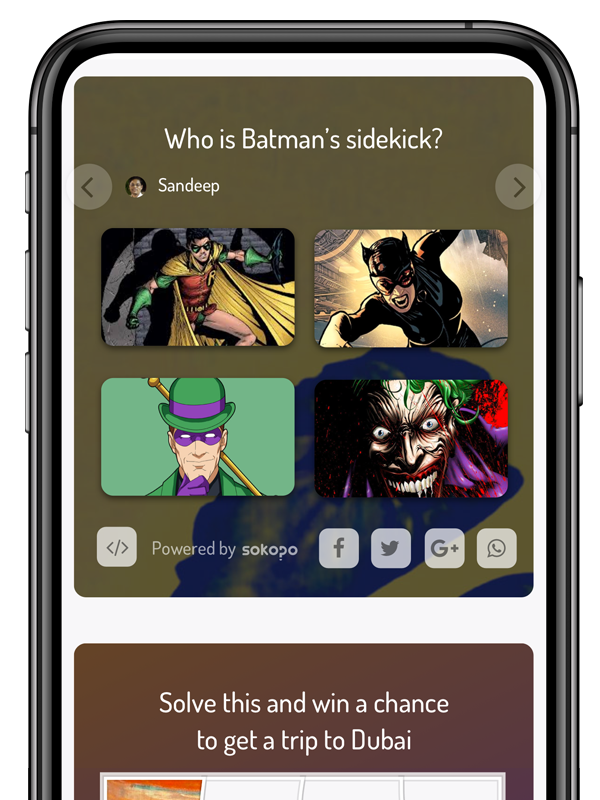 Who is Batman’s sidekick?
Sandeep
</> Powered by sokopo f G+
Solve this and win a chance
to get a trip to Dubai